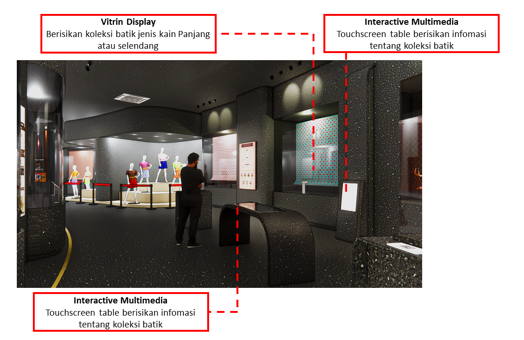 Vitrin Display
Berisikan koleksi batik jenis kain Panjang
atau selendang
Interactive Multimedia
Touchscreen table berisikan infomasi
tentang koleksi batik
Interactive Multimedia
Touchscreen table berisikan infomasi
tentang koleksi batik